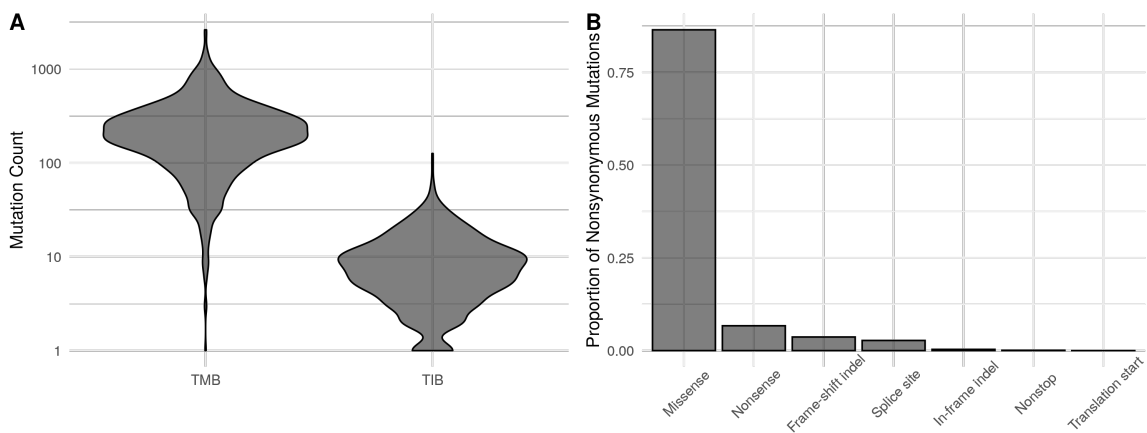 A
Mutation Count
1000
100
10
1
TMB
TIB
B
Proportion of Nonsynonymous Mutations
0.75
0.50
0.25
0.00
Missense
Nonsense
Frame-shift indel
Splice site
In-frame indel
Nonstop
Translation start